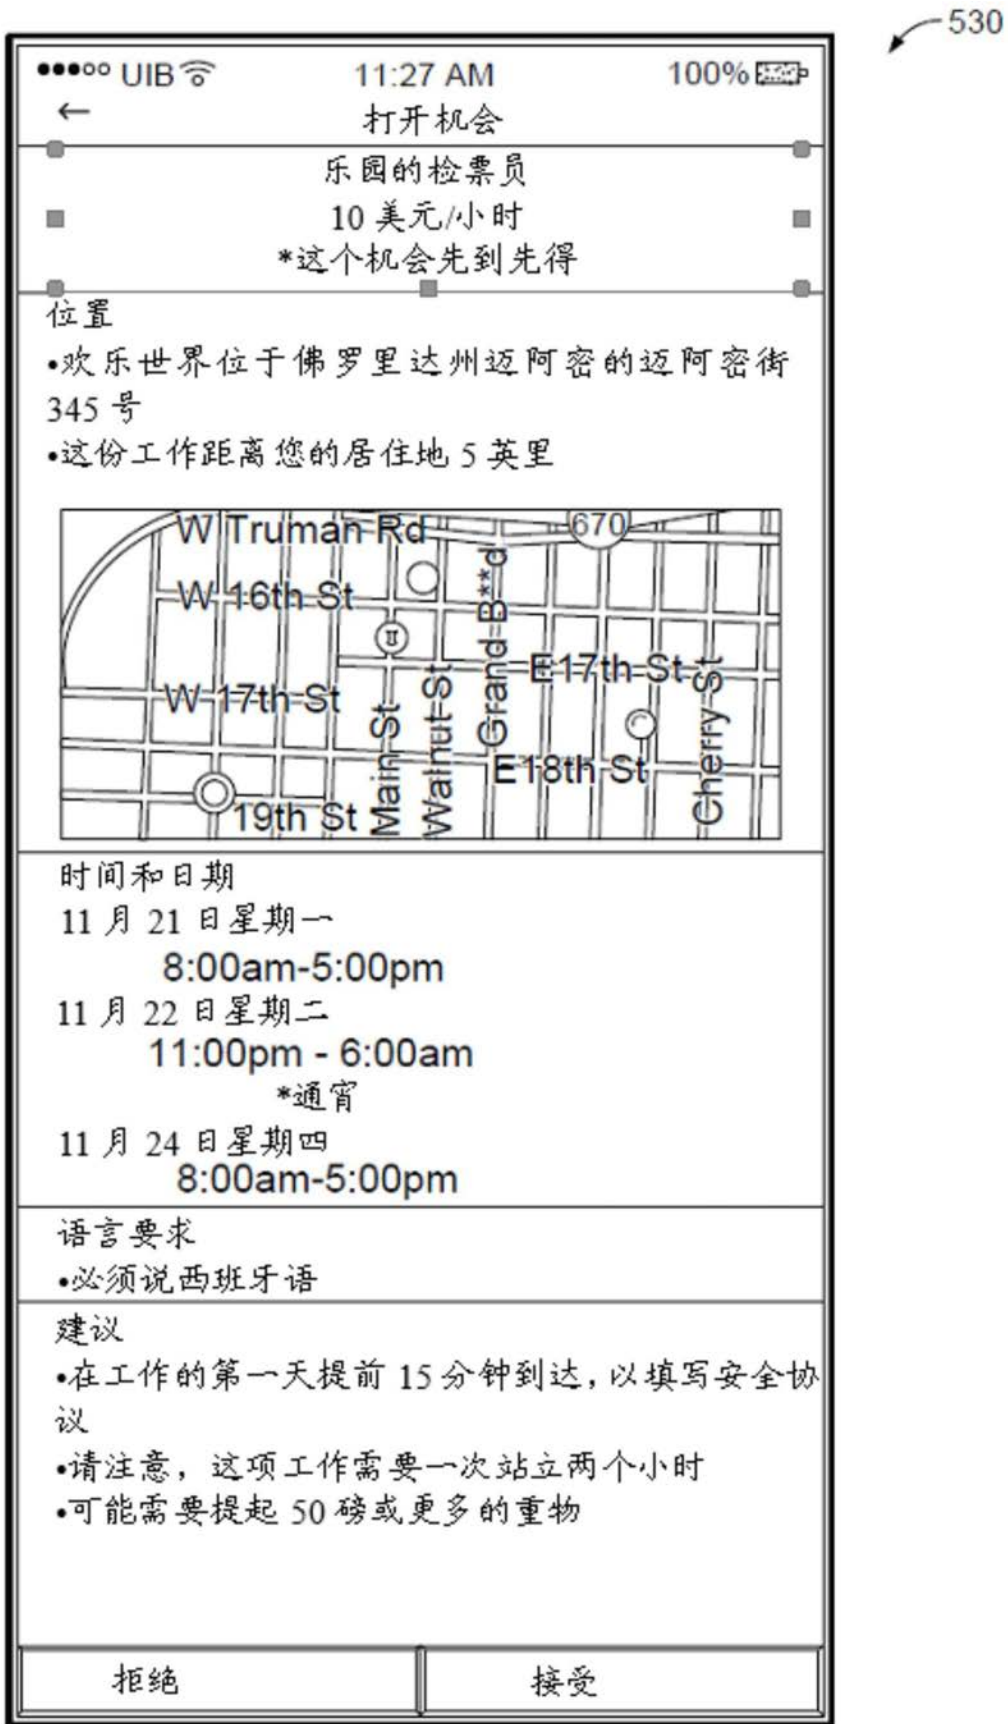 530
UIB 11:27 AM 100%
← 打开机会
乐园的检票员
10 美元/小时
*这个机会先到先得
位置
•欢乐世界位于佛罗里达州迈阿密的迈阿密街
345 号
•这份工作距离您的居住地 5 英里
W Truman Rd
670
W 16th St
Grand B**d
E 17th St
W 17th St
Main St
Walnut St
Cherry St
E 18th St
19th St
时间和日期
11 月 21 日星期一
8:00am-5:00pm
11 月 22 日星期二
11:00pm - 6:00am
*通宵
11 月 24 日星期四
8:00am-5:00pm
语言要求
•必须说西班牙语
建议
•在工作的第一天提前 15 分钟到达，以填写安全协
议
•请注意，这项工作需要一次站立两个小时
•可能需要提起 50 磅或更多的重物
拒绝 接受